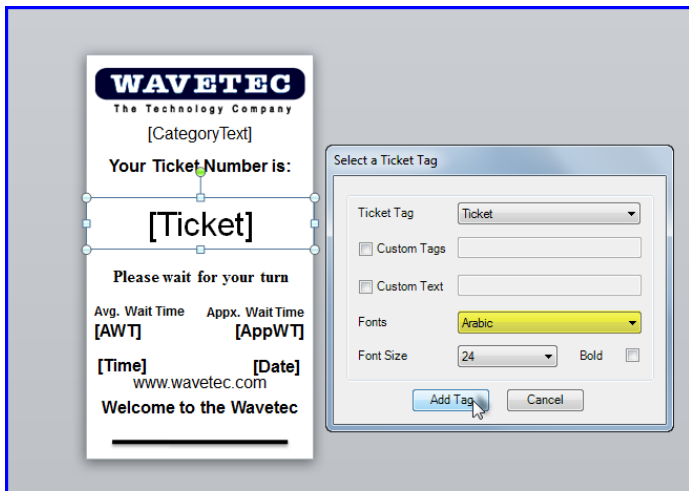 WAVETEC
The Technology Company
[CategoryText]
Your Ticket Number is:
[Ticket]
Please wait for your turn
Avg. Wait Time Appx. Wait Time
[AWT] [AppWT]
[Time] [Date]
www.wavetec.com
Welcome to the Wavetec
Select a Ticket Tag
Ticket Tag Ticket
Custom Tags
Custom Text
Fonts Arabic
Font Size 24 Bold
Add Tag Cancel